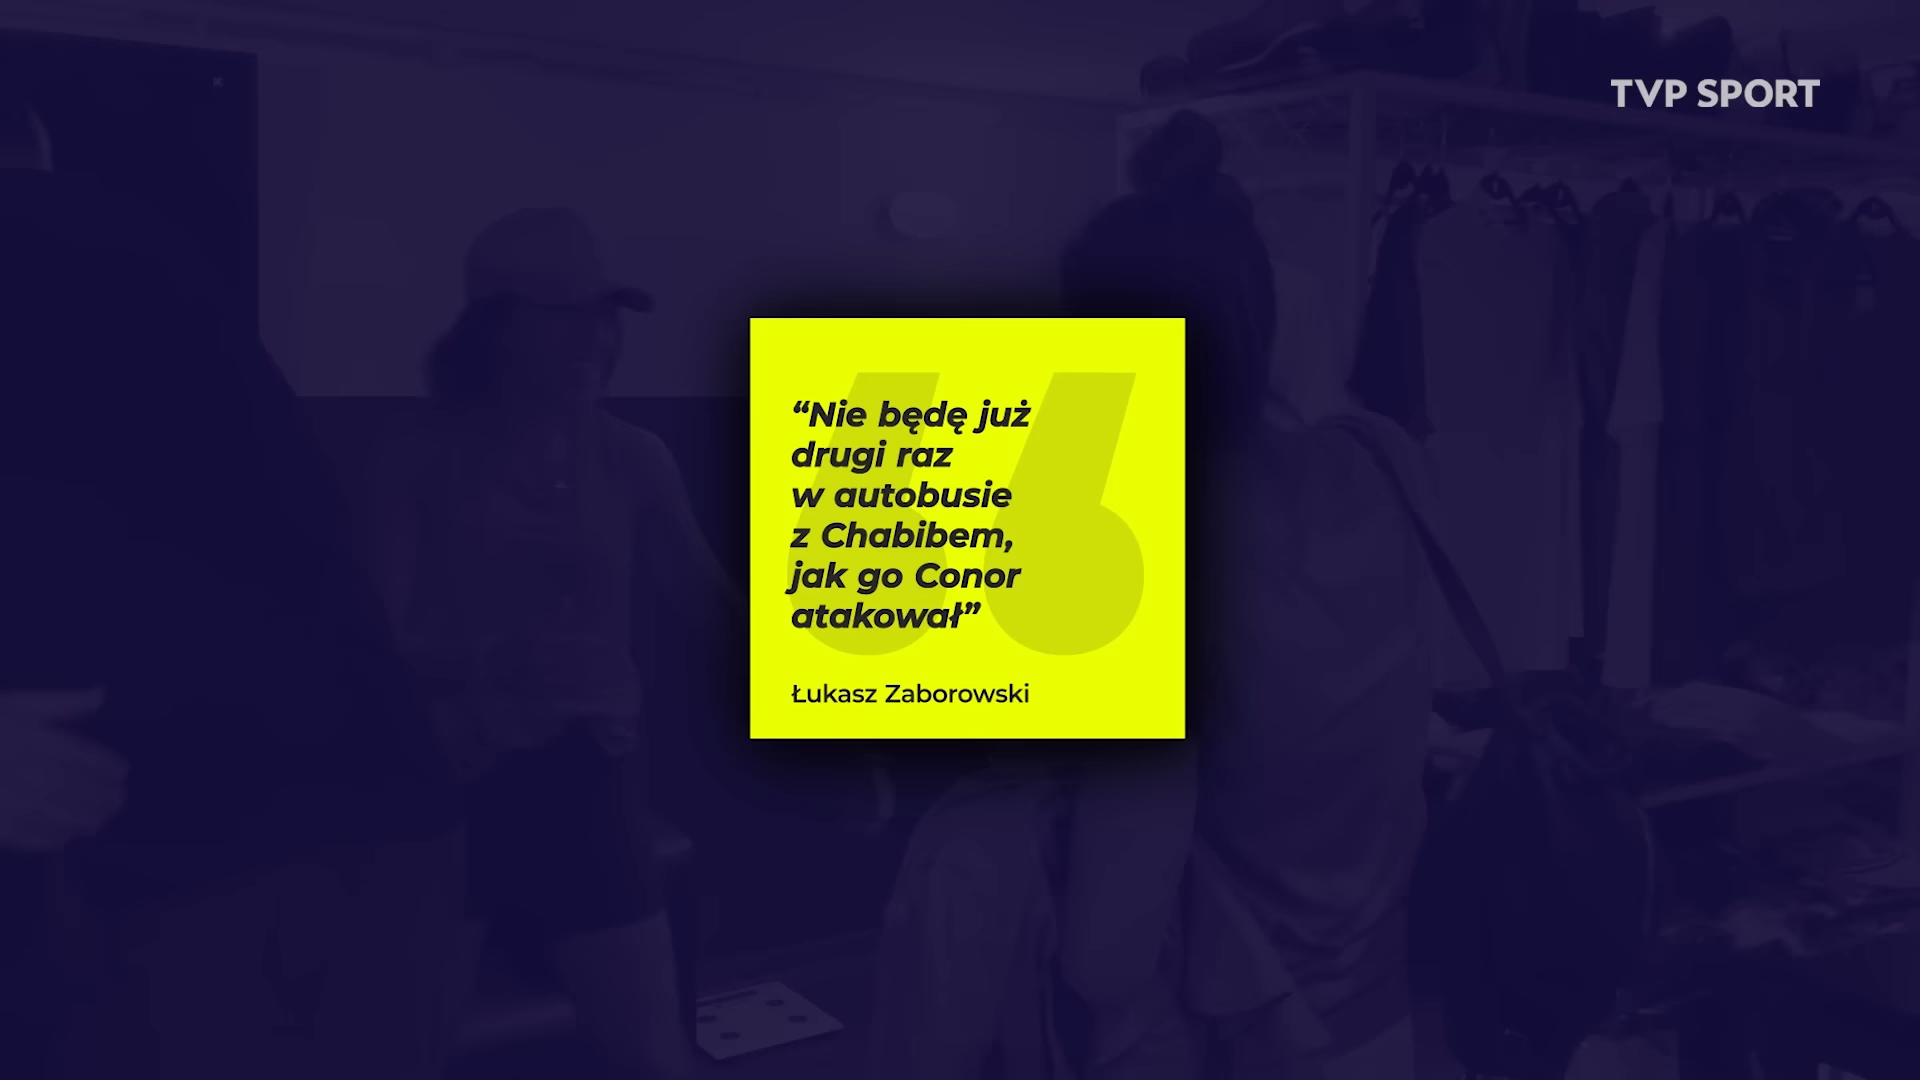 TVP SPORT
“Nie będę już
drugi raz
w autobusie
z Chabibem,
jak go Conor
atakował”
Łukasz Zaborowski